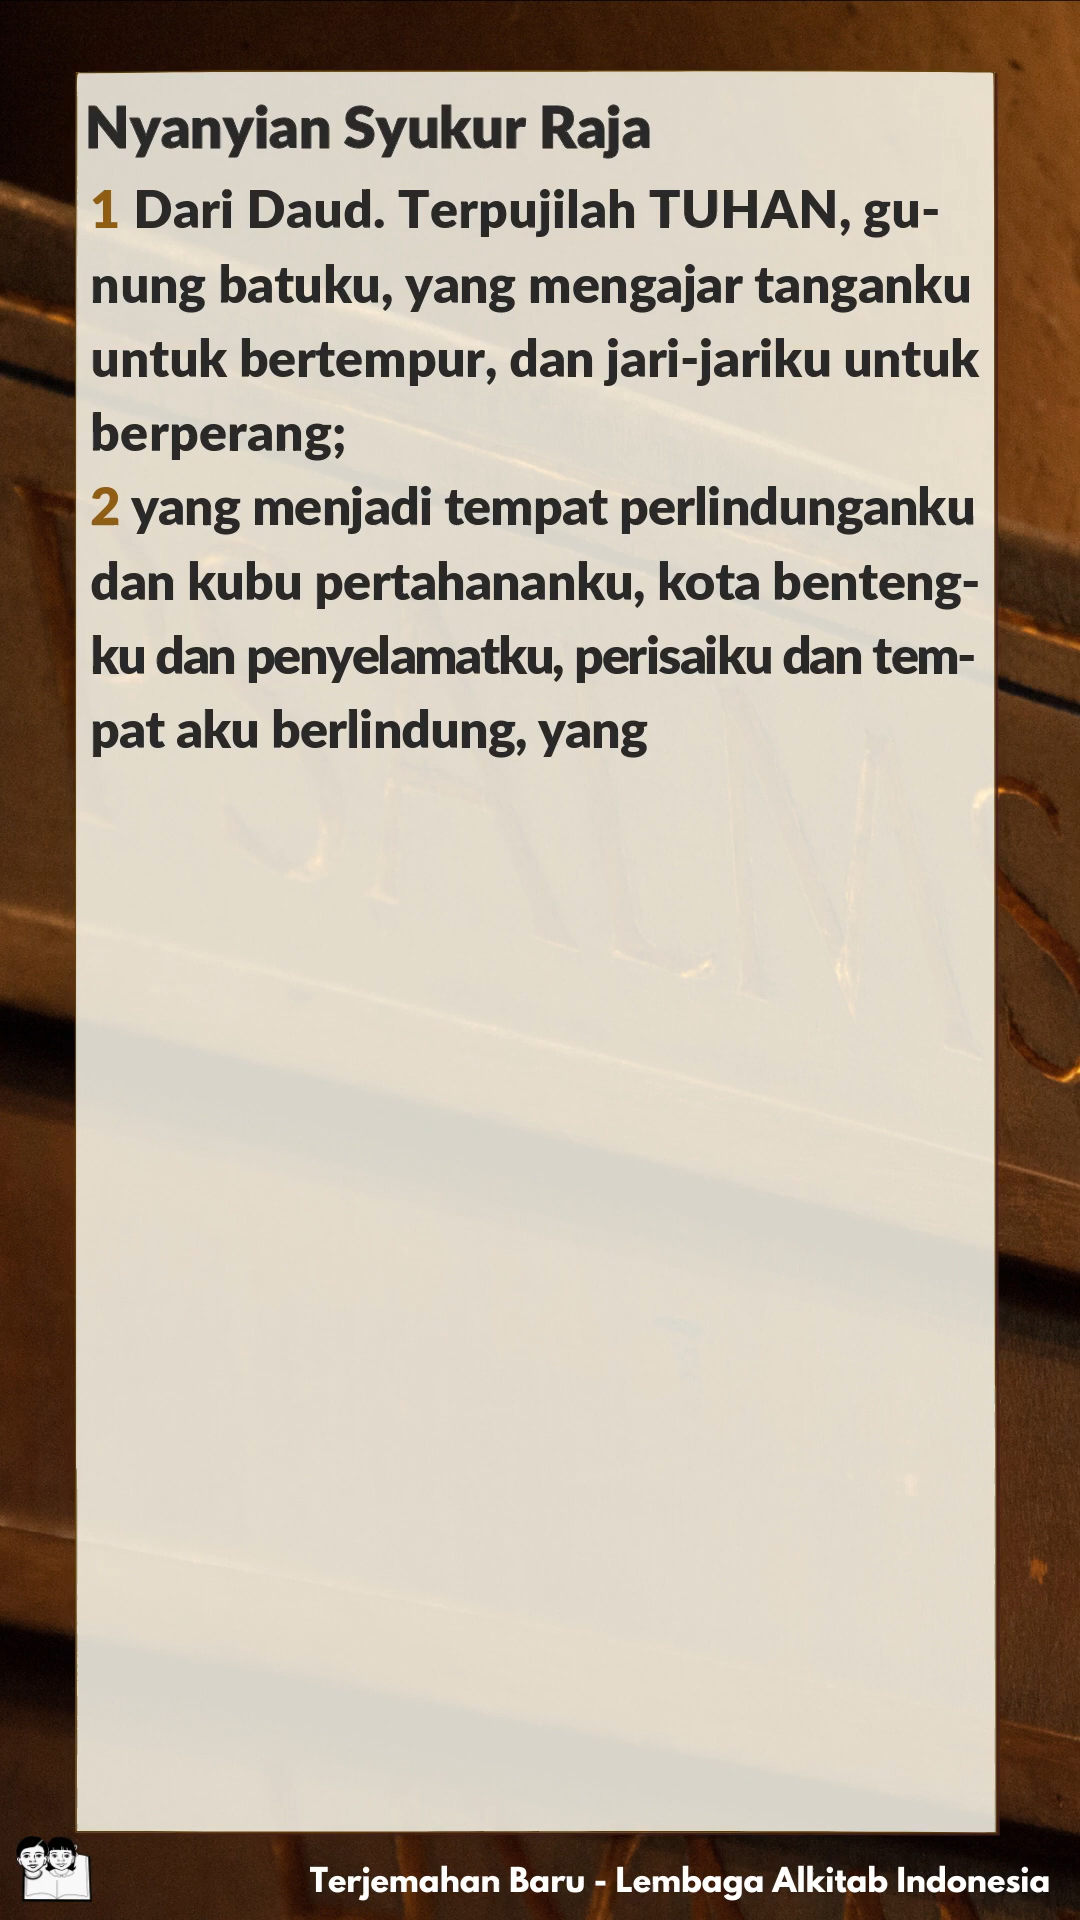 Nyanyian Syukur Raja
1 Dari Daud. Terpujilah TUHAN, gu-
nung batuku, yang mengajar tanganku
untuk bertempur, dan jari-jariku untuk
berperang;
2 yang menjadi tempat perlindunganku
dan kubu pertahananku, kota benteng-
ku dan penyelamatku, perisaiku dan tem-
pat aku berlindung, yang
PSALMS
Terjemahan Baru - Lembaga Alkitab Indonesia